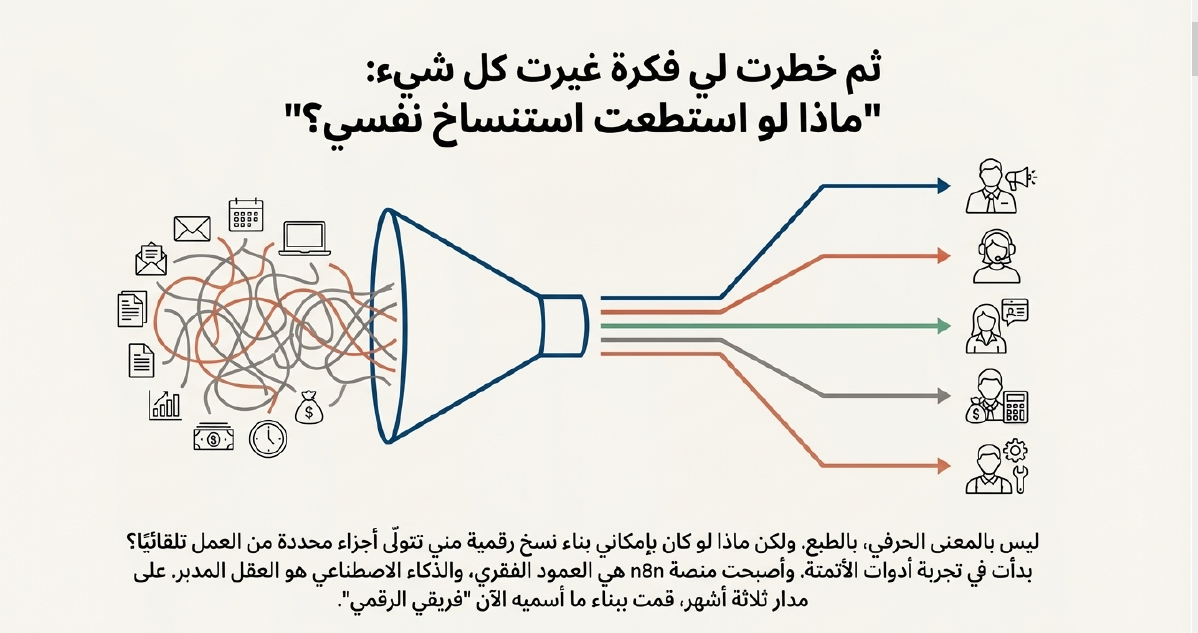 ثم خطرت لي فكرة غيرت كل شيء:
"ماذا لو استطعت استنساخ نفسي؟"
ليس بالمعنى الحرفي، بالطبع. ولكن ماذا لو كان بإمكاني بناء نسخ رقمية مني تتولّى أجزاء محددة من العمل تلقائيًا؟
بدأت في تجربة أدوات الأتمتة. وأصبحت منصة n8n هي العمود الفقري، والذكاء الاصطناعي هو العقل المدبر. على
مدار ثلاثة أشهر، قمت ببناء ما أسميه الآن "فريقي الرقمي".